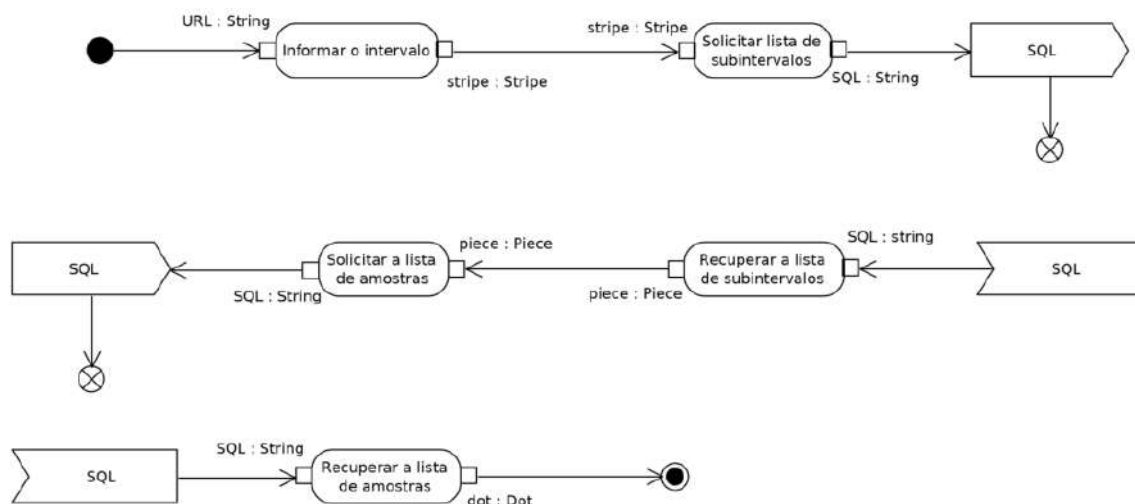 URL : String
Informar o intervalo
stripe : Stripe
stripe : Stripe
Solicitar lista de
subintervalos
SQL : String
SQL
SQL
Solicitar a lista
de amostras
SQL : String
piece : Piece
piece : Piece
Recuperar a lista
de subintervalos
SQL : string
SQL
SQL
SQL : String
Recuperar a lista
de amostras
dot : Dot